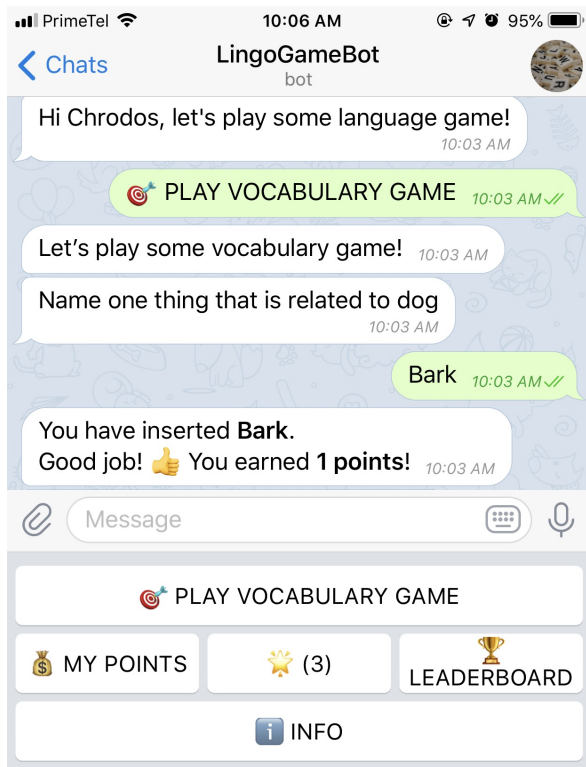 PrimeTel 10:06 AM 95%
Chats LingoGameBot
bot
Hi Chrodos, let's play some language game!
10:03 AM
PLAY VOCABULARY GAME 10:03 AM
Let’s play some vocabulary game! 10:03 AM
Name one thing that is related to dog
10:03 AM
Bark 10:03 AM
You have inserted Bark.
Good job! 👍 You earned 1 points! 10:03 AM
Message
🎯 PLAY VOCABULARY GAME
💰 MY POINTS 🌟 (3) 🏆 LEADERBOARD
ℹ️ INFO